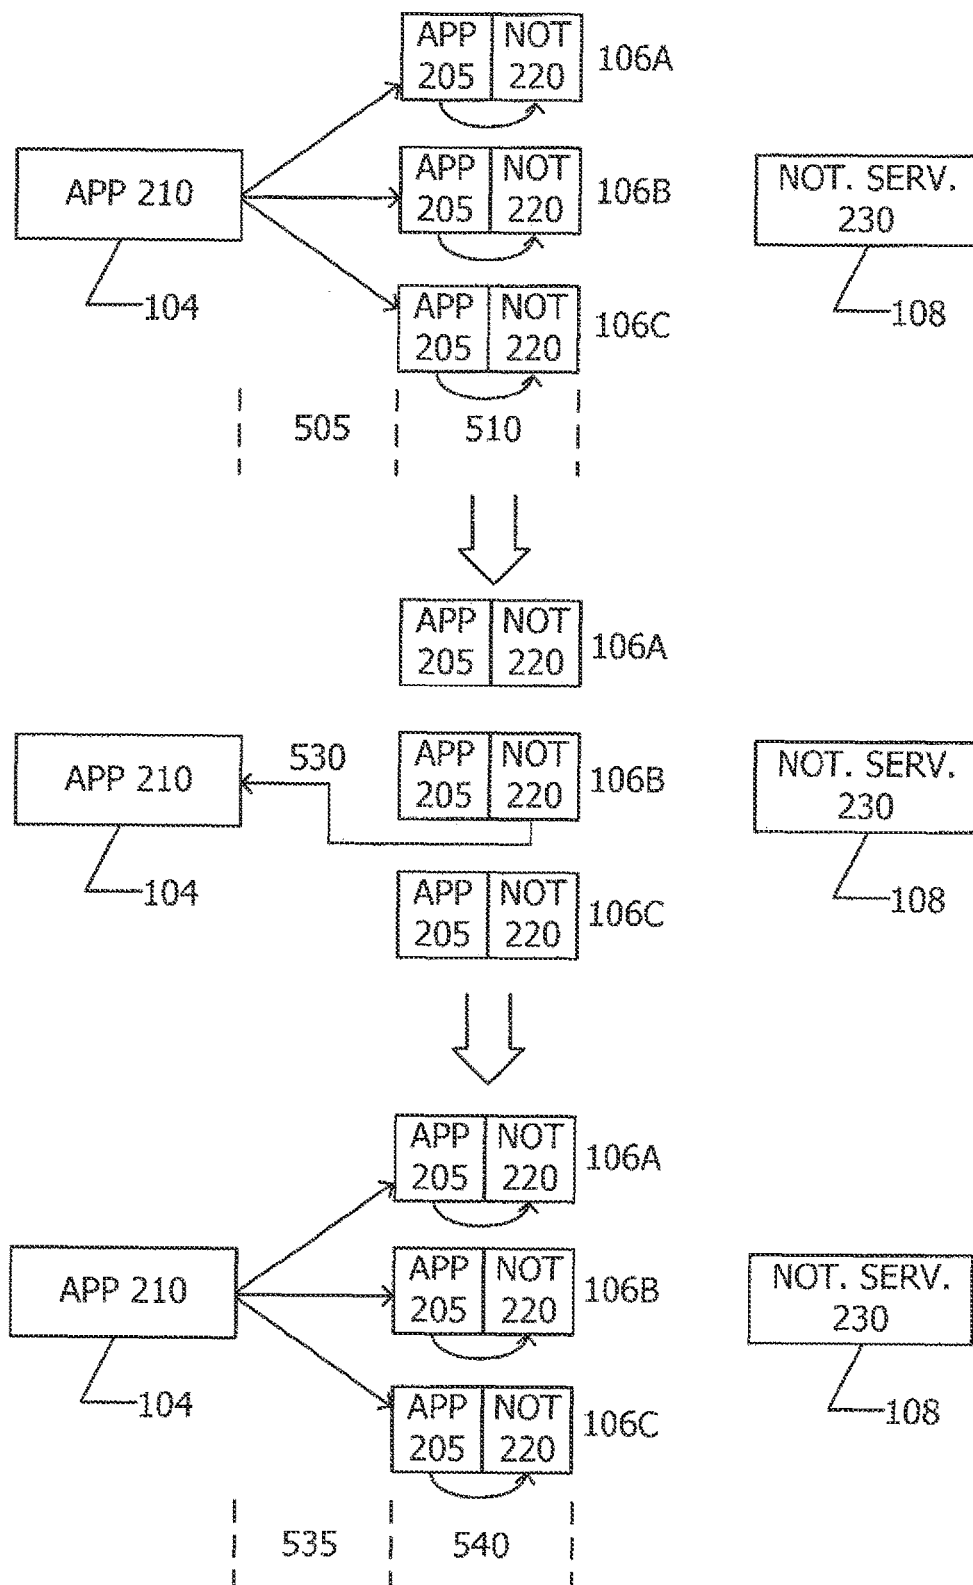 APP NOT
205 220
106A
APP 210
104
APP NOT
205 220
106B
NOT. SERV.
230
108
APP NOT
205 220
106C
505
510
APP NOT
205 220
106A
530
APP 210
104
APP NOT
205 220
106B
NOT. SERV.
230
108
APP NOT
205 220
106C
APP NOT
205 220
106A
APP 210
104
APP NOT
205 220
106B
NOT. SERV.
230
108
APP NOT
205 220
106C
535
540